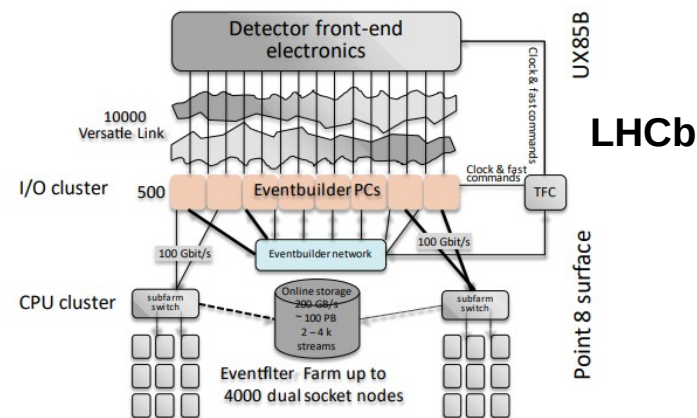 Detector front-end
electronics
UX85B
Clock & fast commands
10000
Versatile Link
LHCb
Clock & fast
commands
I/O cluster
500
Eventbuilder PCs
TFC
100 Gbit/s
Eventbuilder network
100 Gbit/s
Point 8 surface
CPU cluster
subfarm
switch
Online storage
200 GB/s
~ 100 PB
2 – 4 k
streams
subfarm
switch
Eventfilter Farm up to
4000 dual socket nodes